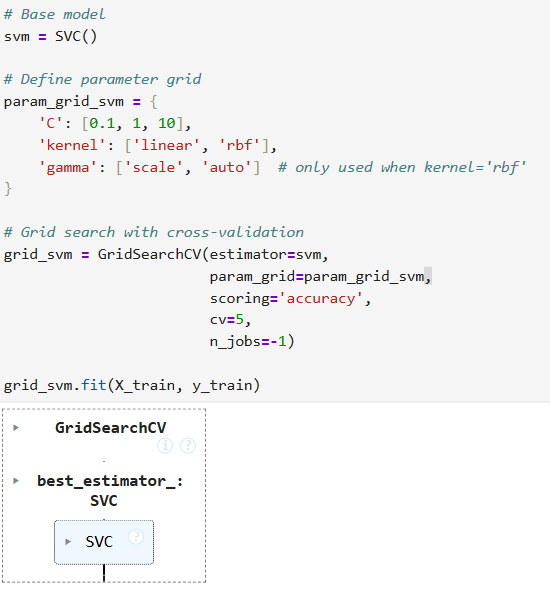 # Base model
svm = SVC()

# Define parameter grid
param_grid_svm = {
    'C': [0.1, 1, 10],
    'kernel': ['linear', 'rbf'],
    'gamma': ['scale', 'auto']  # only used when kernel='rbf'
}

# Grid search with cross-validation
grid_svm = GridSearchCV(estimator=svm,
                        param_grid=param_grid_svm,
                        scoring='accuracy',
                        cv=5,
                        n_jobs=-1)

grid_svm.fit(X_train, y_train)
GridSearchCV
i ?
best_estimator_:
SVC
SVC ?